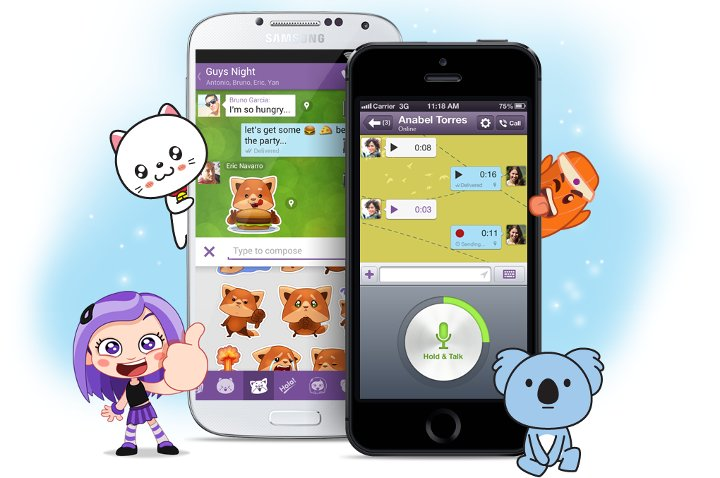 SAMSUNG
Guys Night
Antonio, Bruno, Eric, Yan
Bruno Garcia:
I'm so hungry...
let's get some
the party...
Delivered
Eric Navarro
Type to compose
Hola!
Carrier 3G 11:18 AM 75%
(3) Anabel Torres Call
Online
0:08
0:16
Delivered
0:03
0:11
Sending...
Hold & Talk